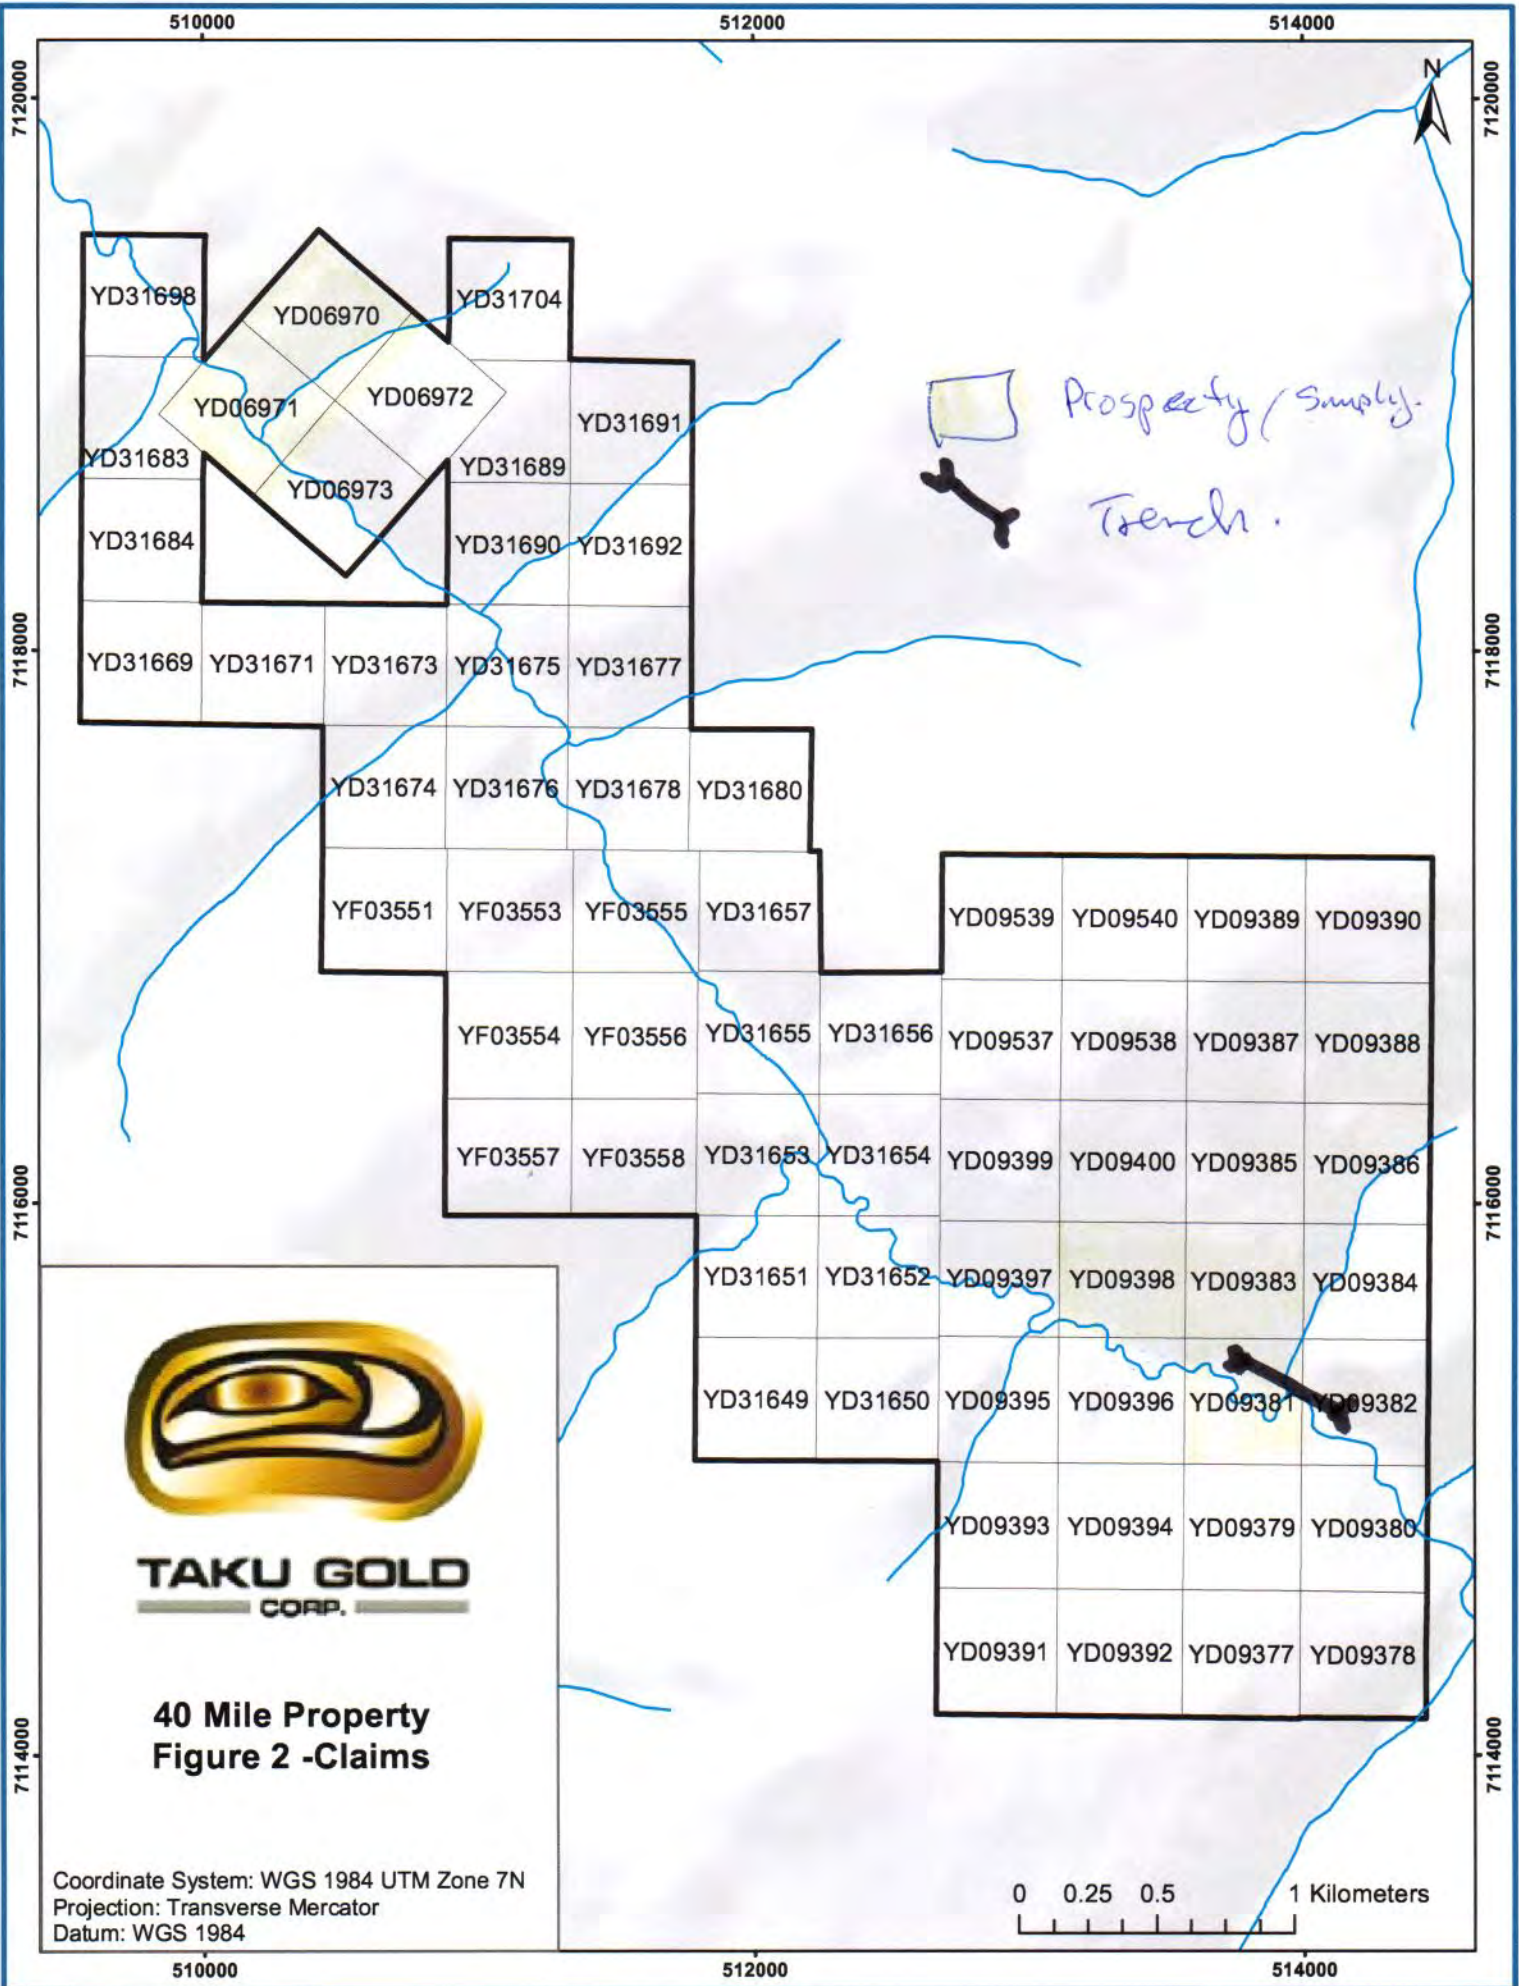 510000 512000 514000
7120000 7120000
N
YD31698 YD06970 YD31704
YD06971 YD06972 YD31691
YD31683 YD06973 YD31689
YD31684 YD31690 YD31692
YD31669 YD31671 YD31673 YD31675 YD31677
7118000 7118000
Trench.
YD31674 YD31676 YD31678 YD31680
YF03551 YF03553 YF03555 YD31657 YD09539 YD09540 YD09389 YD09390
YF03554 YF03556 YD31655 YD31656 YD09537 YD09538 YD09387 YD09388
YF03557 YF03558 YD31653 YD31654 YD09399 YD09400 YD09385 YD09386
7116000 7116000
YD31651 YD31652 YD09397 YD09398 YD09383 YD09384
YD31649 YD31650 YD09395 YD09396 YD09381 YD09382
YD09393 YD09394 YD09379 YD09380
YD09391 YD09392 YD09377 YD09378
TAKU GOLD
CORP.
40 Mile Property
Figure 2 -Claims
7114000 7114000
Coordinate System: WGS 1984 UTM Zone 7N
Projection: Transverse Mercator
Datum: WGS 1984
0 0.25 0.5 1 Kilometers
510000 512000 514000